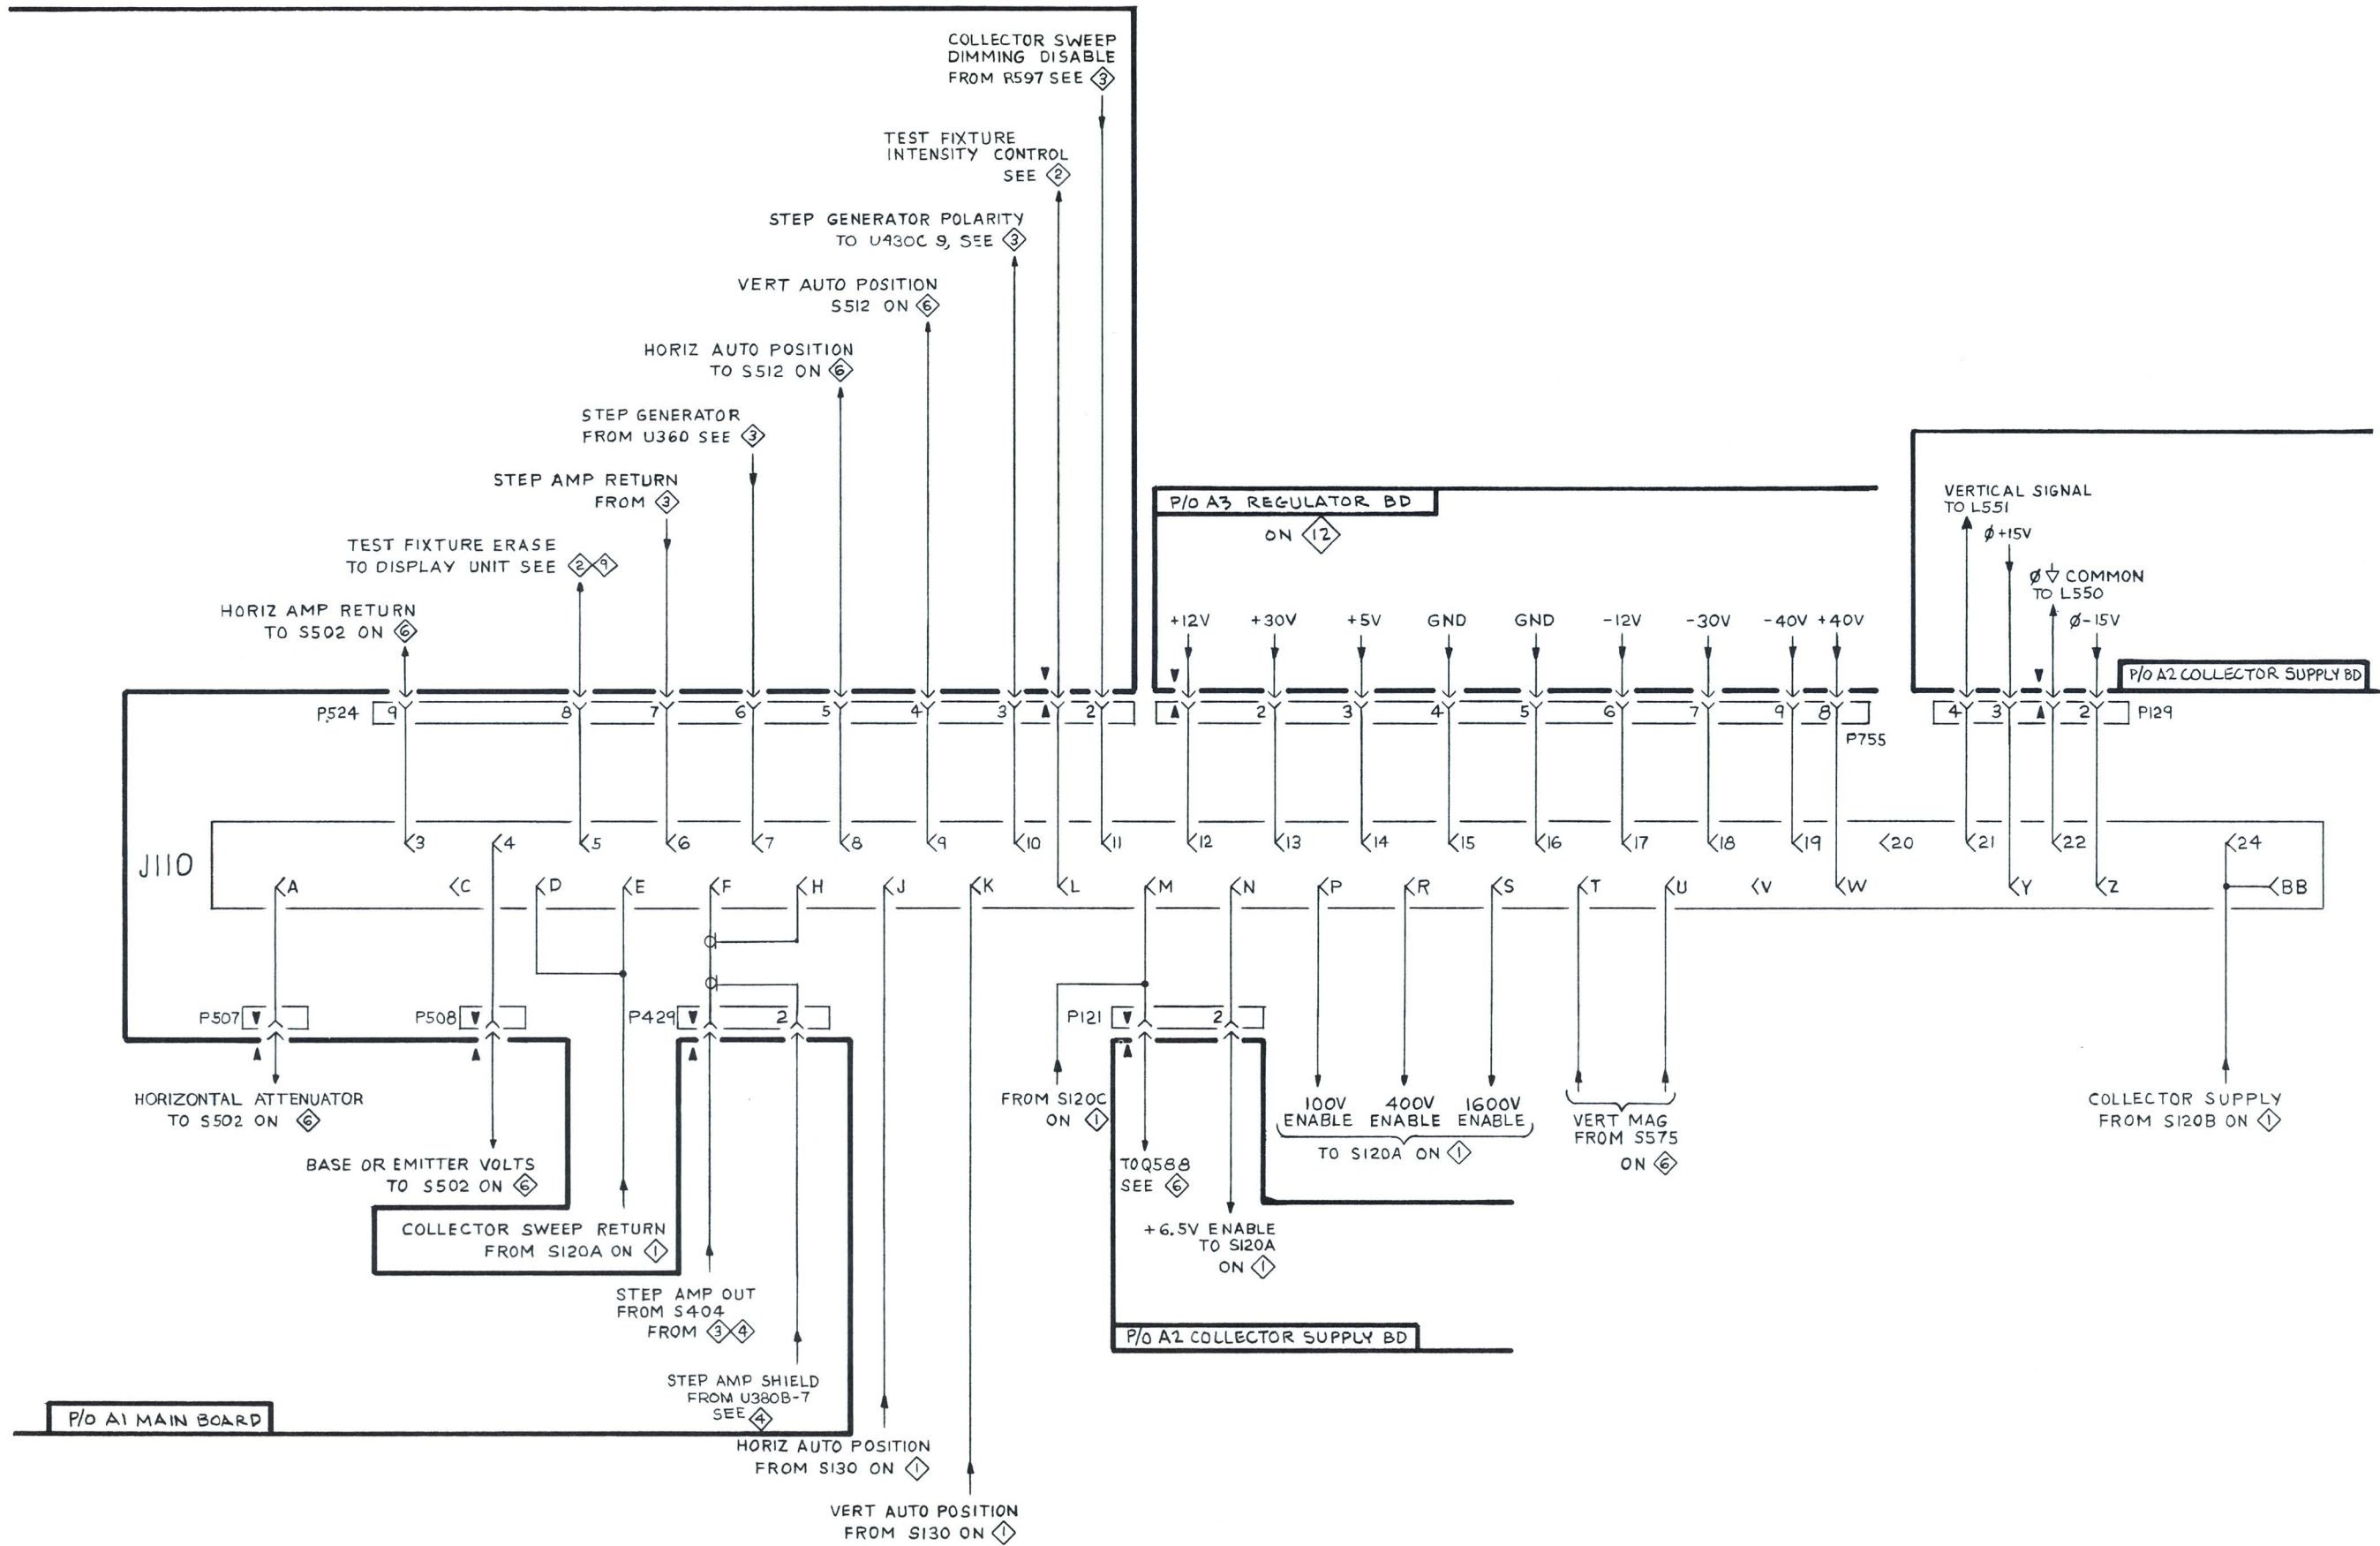 COLLECTOR SWEEP
DIMMING DISABLE
FROM R597 SEE 3
TEST FIXTURE
INTENSITY CONTROL
SEE 2
STEP GENERATOR POLARITY
TO U430C 9, SEE 3
VERT AUTO POSITION
S512 ON 6
HORIZ AUTO POSITION
TO S512 ON 6
STEP GENERATOR
FROM U360 SEE 3
STEP AMP RETURN
FROM 3
TEST FIXTURE ERASE
TO DISPLAY UNIT SEE 2 9
HORIZ AMP RETURN
TO S502 ON 6
P/O A3 REGULATOR BD
ON 12
+12V +30V +5V GND GND -12V -30V -40V +40V
VERTICAL SIGNAL
TO L551
Ø+15V
Ø COMMON
TO L550
Ø-15V
P/O A2 COLLECTOR SUPPLY BD
P524 9 8 7 6 5 4 3 2
2 3 4 5 6 7 9 8
P755
4 3 2 P129
J110
3 4 5 6 7 8 9 10 11 12 13 14 15 16 17 18 19 20 21 22 24
A C D E F H J K L M N P R S T U V W Y Z BB
P507
P508
P429 2
P121 2
HORIZONTAL ATTENUATOR
TO S502 ON 6
BASE OR EMITTER VOLTS
TO S502 ON 6
COLLECTOR SWEEP RETURN
FROM S120A ON 1
STEP AMP OUT
FROM S404
FROM 3 4
STEP AMP SHIELD
FROM U380B-7
SEE 4
HORIZ AUTO POSITION
FROM S130 ON 1
VERT AUTO POSITION
FROM S130 ON 1
FROM S120C
ON 1
TO Q588
SEE 6
+6.5V ENABLE
TO S120A
ON 1
100V
ENABLE
400V
ENABLE
1600V
ENABLE
TO S120A ON 1
VERT MAG
FROM S575
ON 6
COLLECTOR SUPPLY
FROM S120B ON 1
P/O A2 COLLECTOR SUPPLY BD
P/O A1 MAIN BOARD